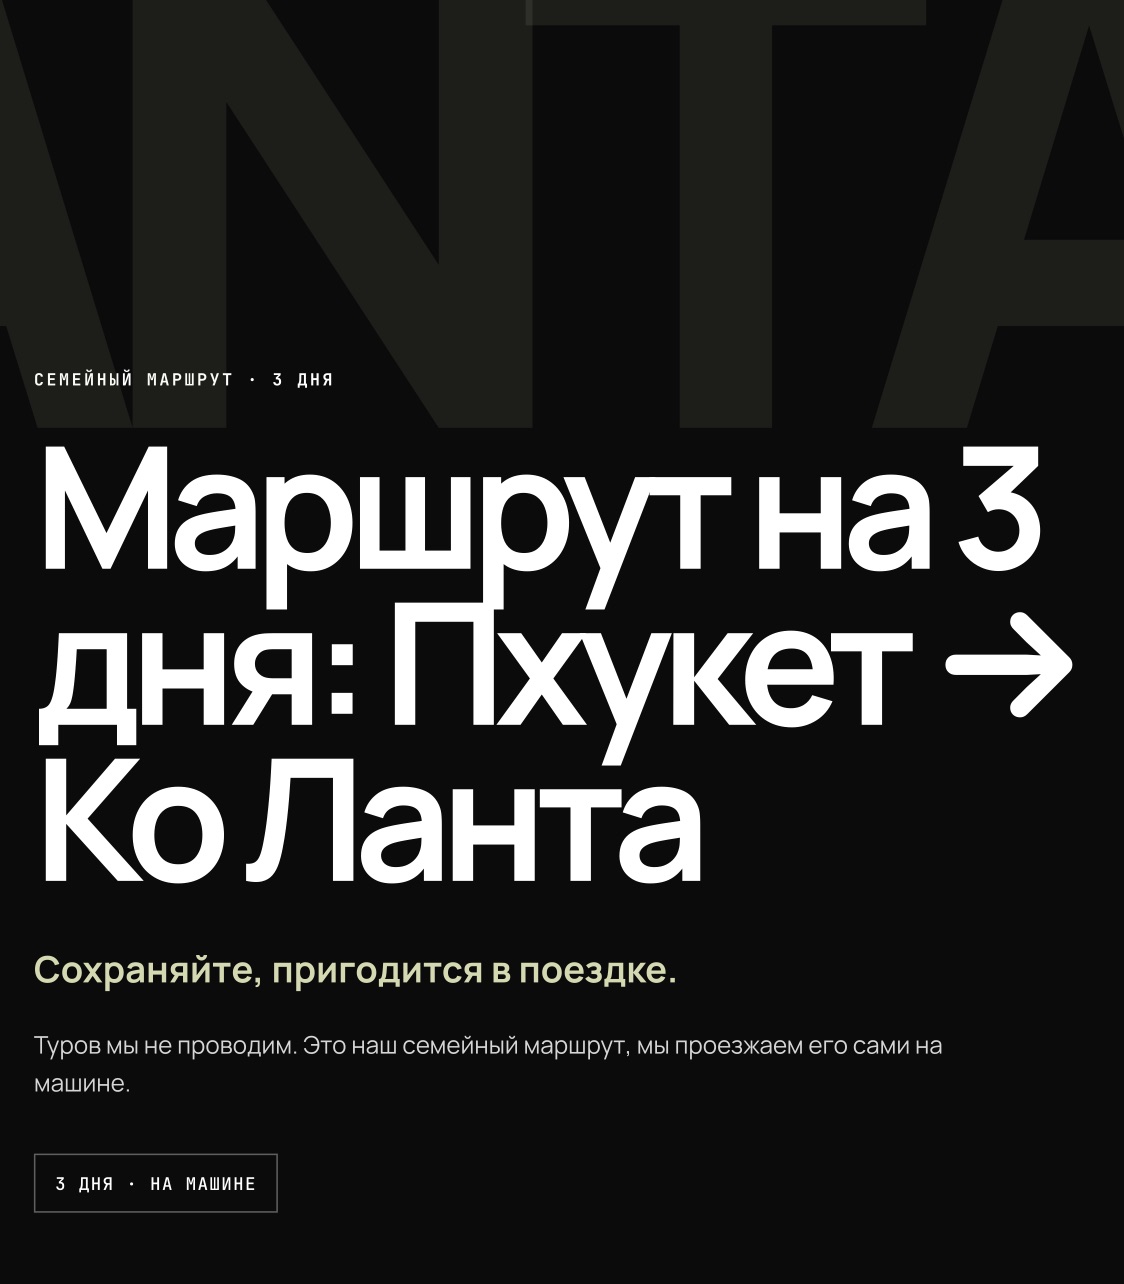 ANTA
СЕМЕЙНЫЙ МАРШРУТ · 3 ДНЯ
Маршрут на 3
дня: Пхукет →
Ко Ланта
Сохраняйте, пригодится в поездке.
Туров мы не проводим. Это наш семейный маршрут, мы проезжаем его сами на
машине.
3 ДНЯ · НА МАШИНЕ